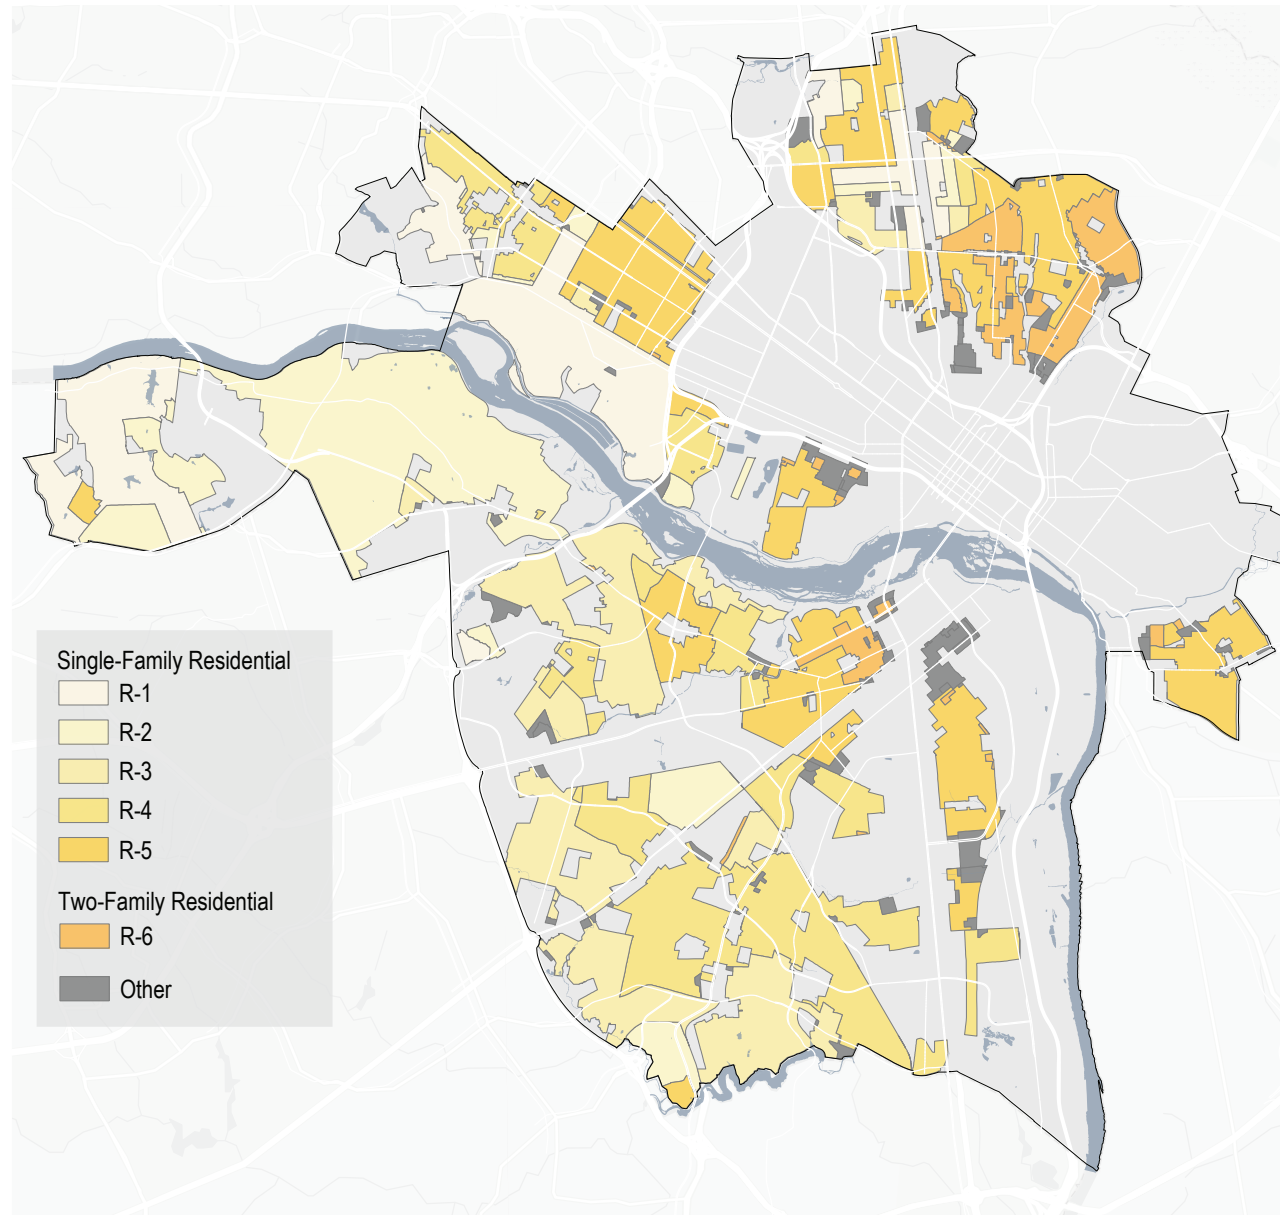 Single-Family Residential
R-1
R-2
R-3
R-4
R-5
Two-Family Residential
R-6
Other